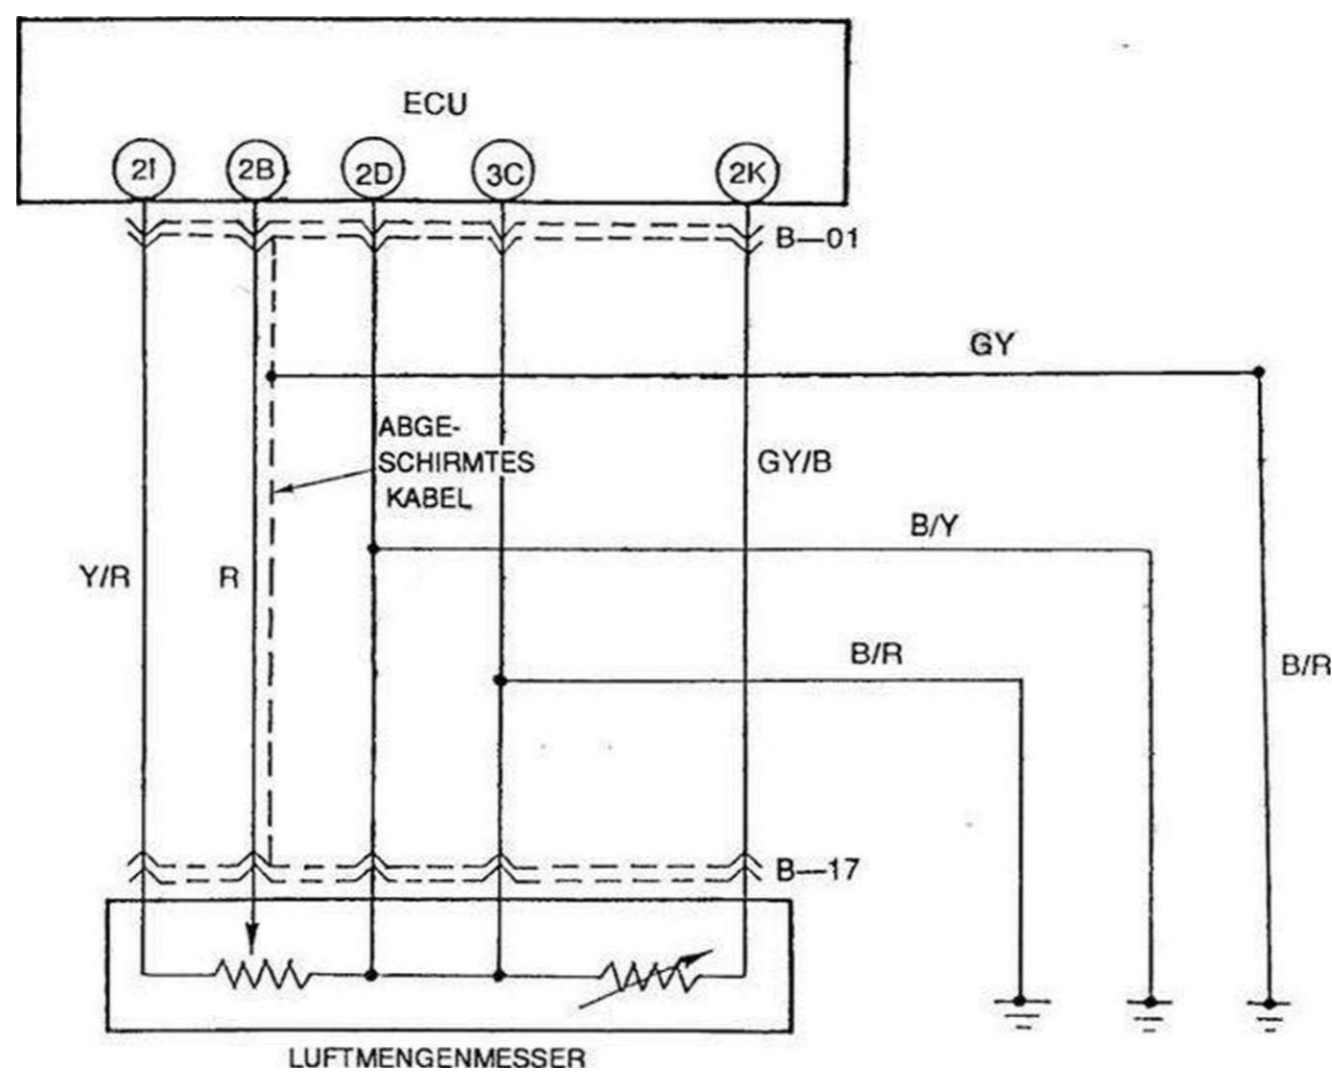 ECU
2I 2B 2D 3C 2K
B—01
GY
ABGE-
SCHIRMTES
KABEL
GY/B
B/Y
Y/R R
B/R
B/R
B—17
LUFTMENGENMESSER